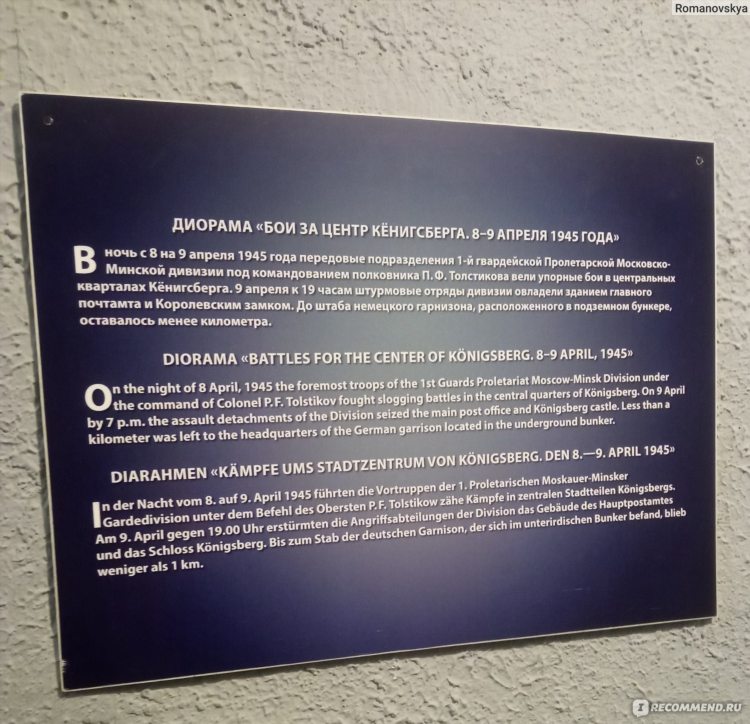 Romanovskya
ДИОРАМА «БОИ ЗА ЦЕНТР КЁНИГСБЕРГА. 8–9 АПРЕЛЯ 1945 ГОДА»
В ночь с 8 на 9 апреля 1945 года передовые подразделения 1-й гвардейской Пролетарской Московско-
Минской дивизии под командованием полковника П. Ф. Толстикова вели упорные бои в центральных
кварталах Кёнигсберга. 9 апреля к 19 часам штурмовые отряды дивизии овладели зданием главного
почтамта и Королевским замком. До штаба немецкого гарнизона, расположенного в подземном бункере,
оставалось менее километра.
DIORAMA «BATTLES FOR THE CENTER OF KÖNIGSBERG. 8–9 APRIL, 1945»
On the night of 8 April, 1945 the foremost troops of the 1st Guards Proletariat Moscow-Minsk Division under
the command of Colonel P. F. Tolstikov fought slogging battles in the central quarters of Königsberg. On 9 April
by 7 p.m. the assault detachments of the Division seized the main post office and Königsberg castle. Less than a
kilometer was left to the headquarters of the German garrison located in the underground bunker.
DIARAHMEN «KÄMPFE UMS STADTZENTRUM VON KÖNIGSBERG. DEN 8.—9. APRIL 1945»
In der Nacht vom 8. auf 9. April 1945 führten die Vortruppen der 1. Proletarischen Moskauer-Minsker
Gardedivision unter dem Befehl des Obersten P. F. Tolstikow zähe Kämpfe in zentralen Stadtteilen Königsbergs.
Am 9. April gegen 19.00 Uhr erstürmten die Angriffsabteilungen der Division das Gebäude des Hauptpostamtes
und das Schloss Königsberg. Bis zum Stab der deutschen Garnison, der sich im unterirdischen Bunker befand, blieb
weniger als 1 km.
IRECOMMEND.RU